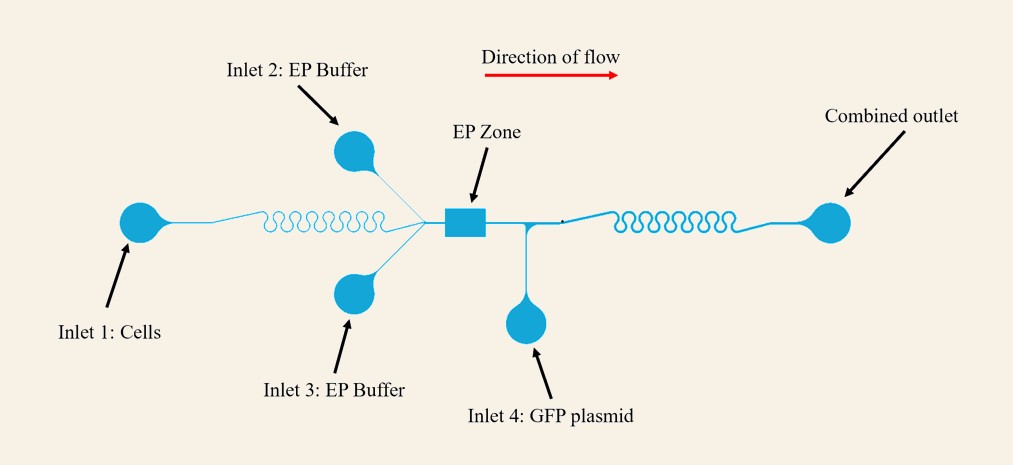 Direction of flow
Inlet 2: EP Buffer
Combined outlet
EP Zone
Inlet 1: Cells
Inlet 3: EP Buffer
Inlet 4: GFP plasmid